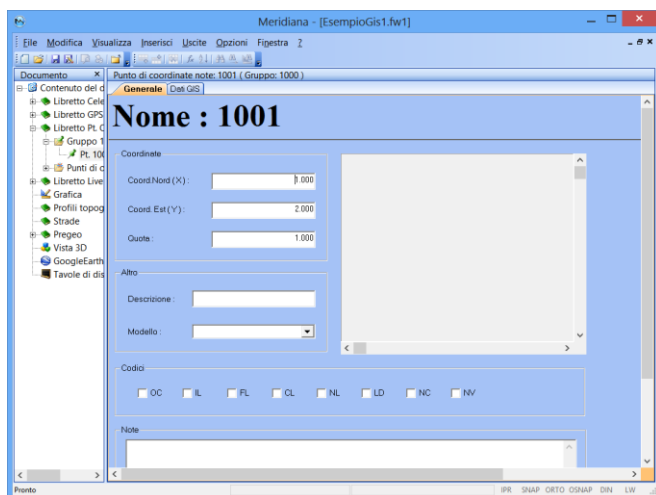 Meridiana - [EsempioGis1.fw1]
File Modifica Visualizza Inserisci Uscite Opzioni Finestra ?
Documento
Punto di coordinate note: 1001 ( Gruppo: 1000 )
Contenuto del d
Libretto Cele
Libretto GPS
Libretto Pt. C
Gruppo 1
Pt. 100
Punti di c
Libretto Live
Grafica
Profili topog
Strade
Pregeo
Vista 3D
GoogleEarth
Tavole di dis
Generale Dati GIS
Nome : 1001
Coordinate
Coord.Nord (X) : 1.000
Coord. Est (Y) : 2.000
Quota : 1.000
Altro
Descrizione :
Modello :
Codici
OC IL FL CL NL LD NC NV
Note
Pronto
IPR SNAP ORTO OSNAP DIN LW